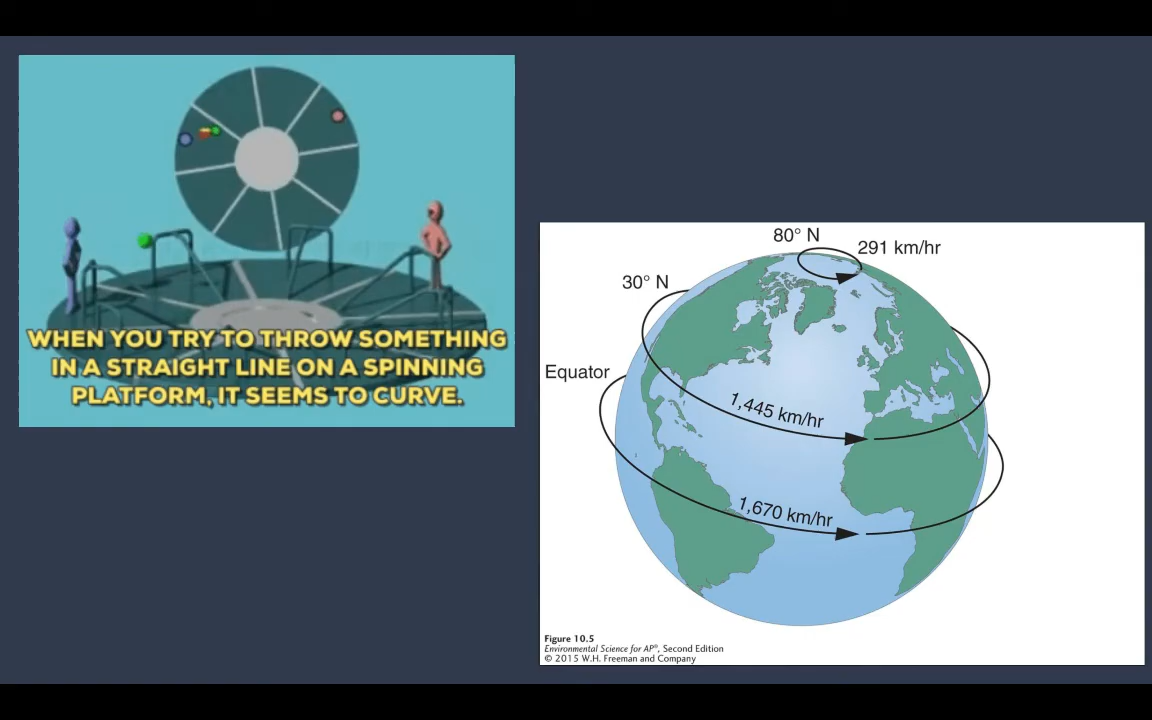 WHEN YOU TRY TO THROW SOMETHING
IN A STRAIGHT LINE ON A SPINNING
PLATFORM, IT SEEMS TO CURVE.
80° N
291 km/hr
30° N
Equator
1,445 km/hr
1,670 km/hr
Figure 10.5
Environmental Science for AP®, Second Edition
© 2015 W.H. Freeman and Company